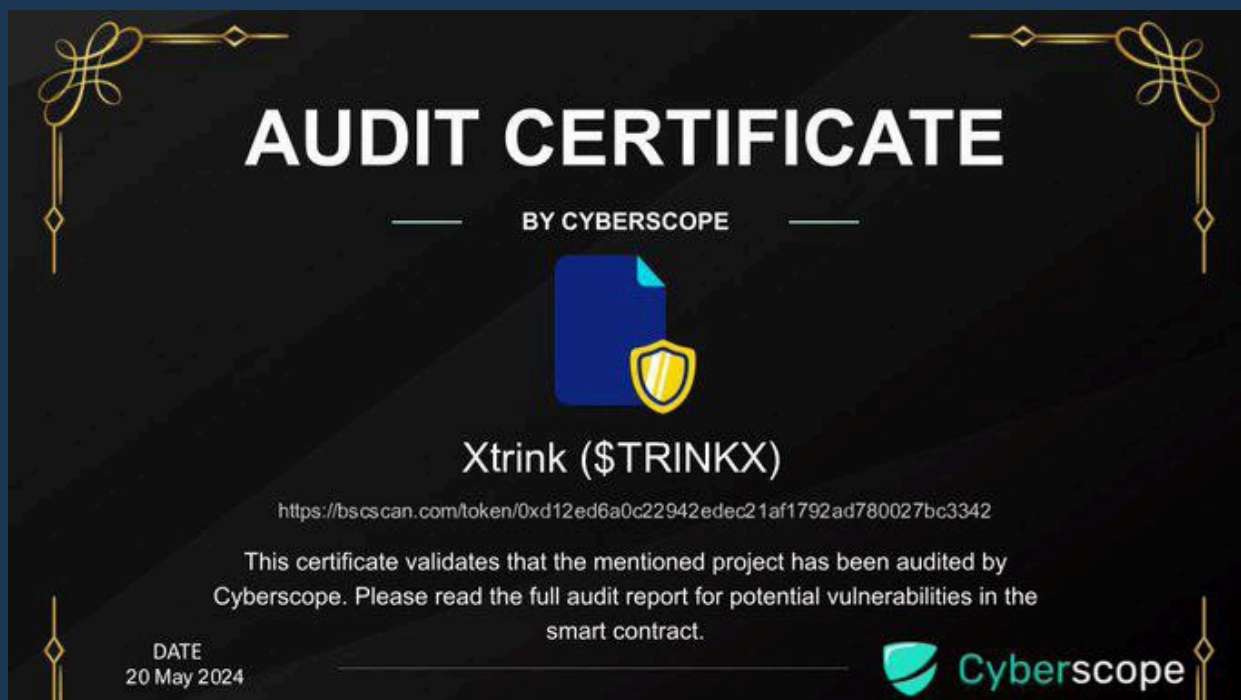 AUDIT CERTIFICATE
BY CYBERSCOPE
Xtrink ($TRINKX)
https://bscscan.com/token/0xd12ed6a0c22942edec21af1792ad780027bc3342
This certificate validates that the mentioned project has been audited by
Cyberscope. Please read the full audit report for potential vulnerabilities in the
smart contract.
DATE
20 May 2024
Cyberscope